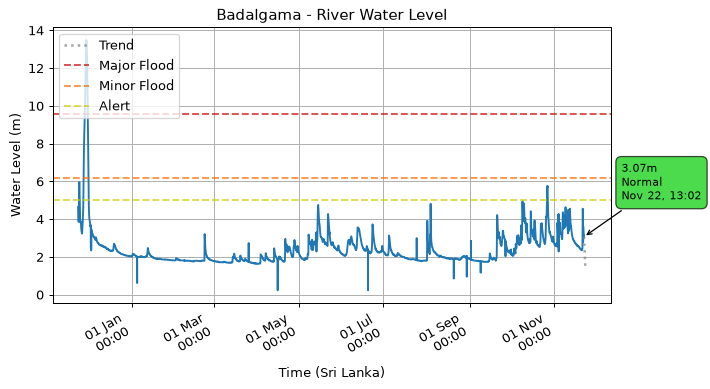 Badalgama - River Water Level
Water Level (m)
14
12
10
8
6
4
2
0
Trend
Major Flood
Minor Flood
Alert
3.07m
Normal
Nov 22, 13:02
01 Jan
00:00
01 Mar
00:00
01 May
00:00
01 Jul
00:00
01 Sep
00:00
01 Nov
00:00
Time (Sri Lanka)